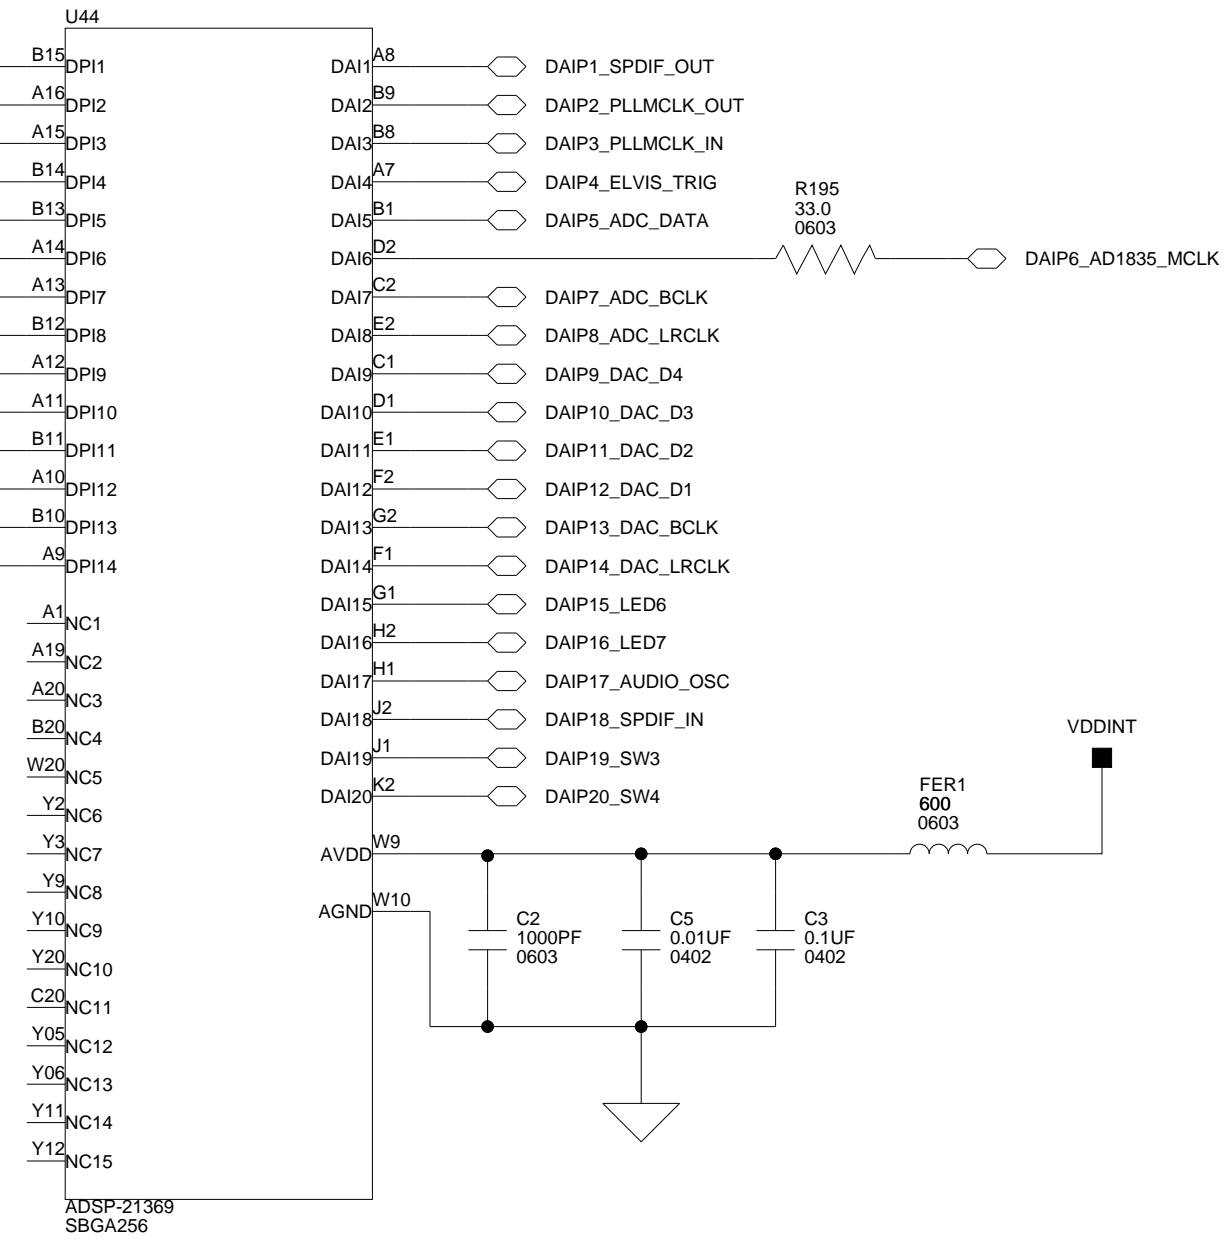 U44
B15 DPI1 DAI1 A8 DAIP1_SPDIF_OUT
A16 DPI2 DAI2 B9 DAIP2_PLLMCLK_OUT
A15 DPI3 DAI3 B8 DAIP3_PLLMCLK_IN
B14 DPI4 DAI4 A7 DAIP4_ELVIS_TRIG
R195
33.0
0603
B13 DPI5 DAI5 B1 DAIP5_ADC_DATA
A14 DPI6 DAI6 D2 DAIP6_AD1835_MCLK
A13 DPI7 DAI7 C2 DAIP7_ADC_BCLK
B12 DPI8 DAI8 E2 DAIP8_ADC_LRCLK
A12 DPI9 DAI9 C1 DAIP9_DAC_D4
A11 DPI10 DAI10 D1 DAIP10_DAC_D3
B11 DPI11 DAI11 E1 DAIP11_DAC_D2
A10 DPI12 DAI12 F2 DAIP12_DAC_D1
B10 DPI13 DAI13 G2 DAIP13_DAC_BCLK
A9 DPI14 DAI14 F1 DAIP14_DAC_LRCLK
DAI15 G1 DAIP15_LED6
A1 NC1
DAI16 H2 DAIP16_LED7
A19 NC2
DAI17 H1 DAIP17_AUDIO_OSC
A20 NC3
DAI18 J2 DAIP18_SPDIF_IN
VDDINT
B20 NC4
DAI19 J1 DAIP19_SW3
W20 NC5
DAI20 K2 DAIP20_SW4
FER1
600
0603
Y2 NC6
Y3 NC7
AVDD W9
Y9 NC8
AGND W10
Y10 NC9
C2
1000PF
0603
C5
0.01UF
0402
C3
0.1UF
0402
Y20 NC10
C20 NC11
Y05 NC12
Y06 NC13
Y11 NC14
Y12 NC15
ADSP-21369
SBGA256